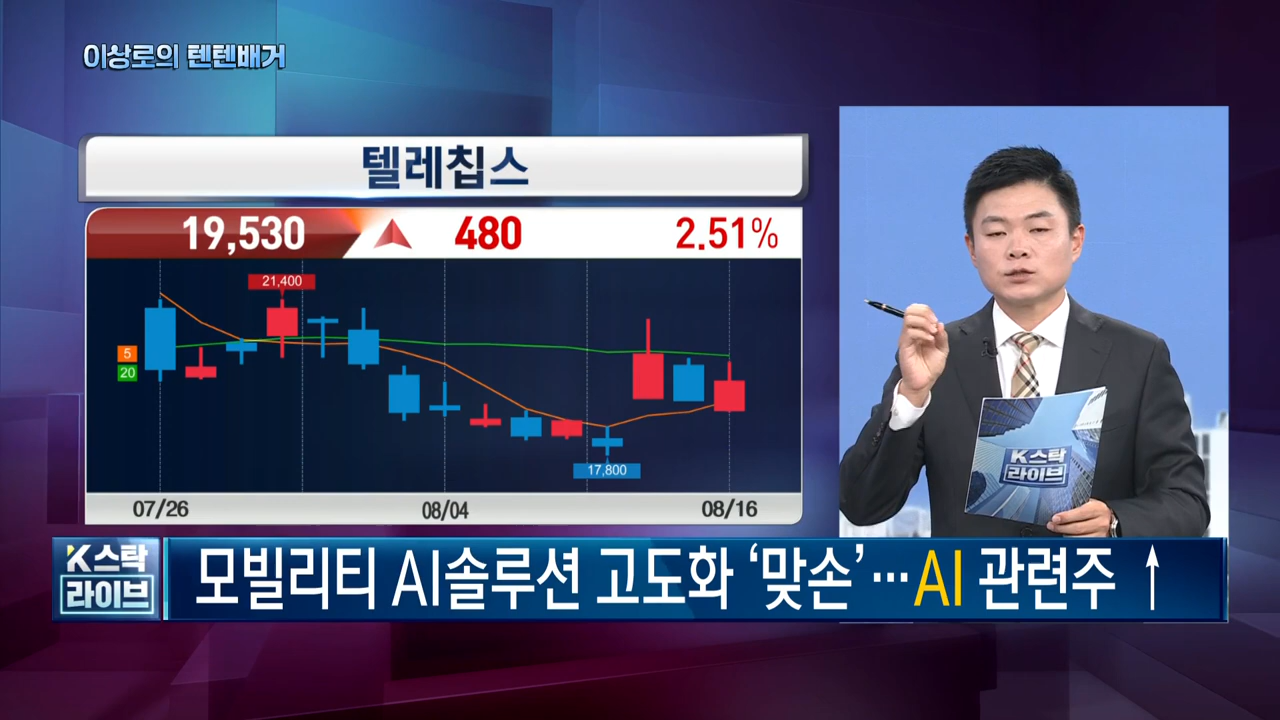 이상로의 텐텐배거
텔레칩스
19,530 ▲ 480 2.51%
21,400
5
20
17,800
07/26 08/04 08/16
K스탁
라이브
K스탁
라이브
모빌리티 AI솔루션 고도화 ‘맞손’…AI 관련주 ↑